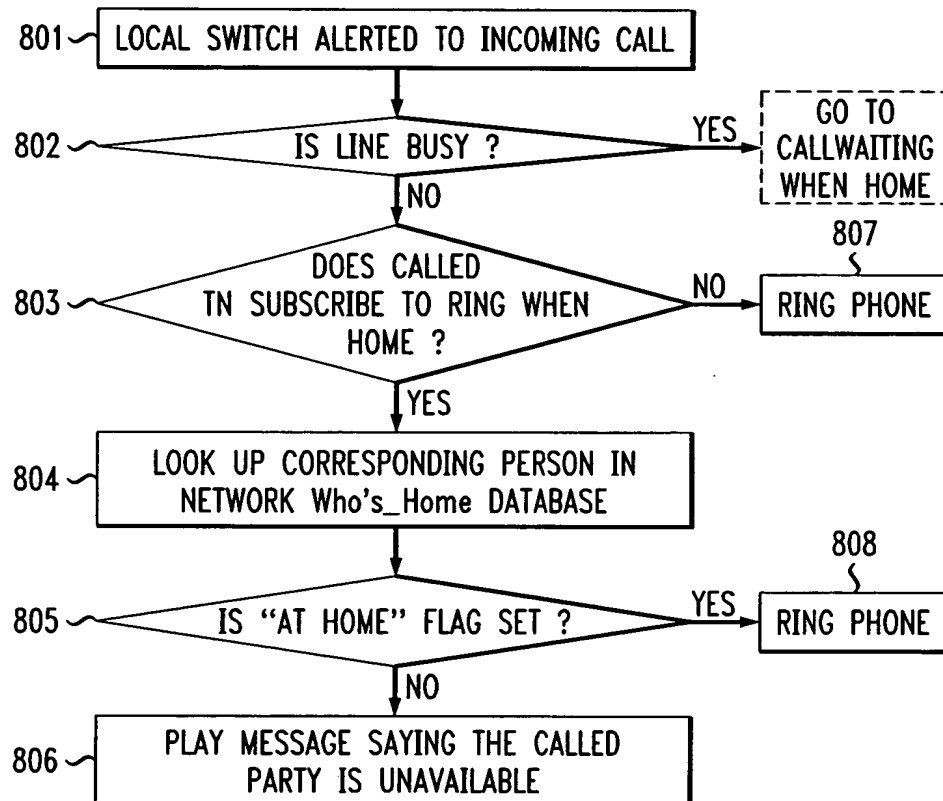 801
LOCAL SWITCH ALERTED TO INCOMING CALL
802
IS LINE BUSY ?
YES
GO TO
CALLWAITING
WHEN HOME
NO
803
DOES CALLED
TN SUBSCRIBE TO RING WHEN
HOME ?
NO
807
RING PHONE
YES
804
LOOK UP CORRESPONDING PERSON IN
NETWORK Who's_Home DATABASE
805
IS “AT HOME” FLAG SET ?
YES
808
RING PHONE
NO
806
PLAY MESSAGE SAYING THE CALLED
PARTY IS UNAVAILABLE